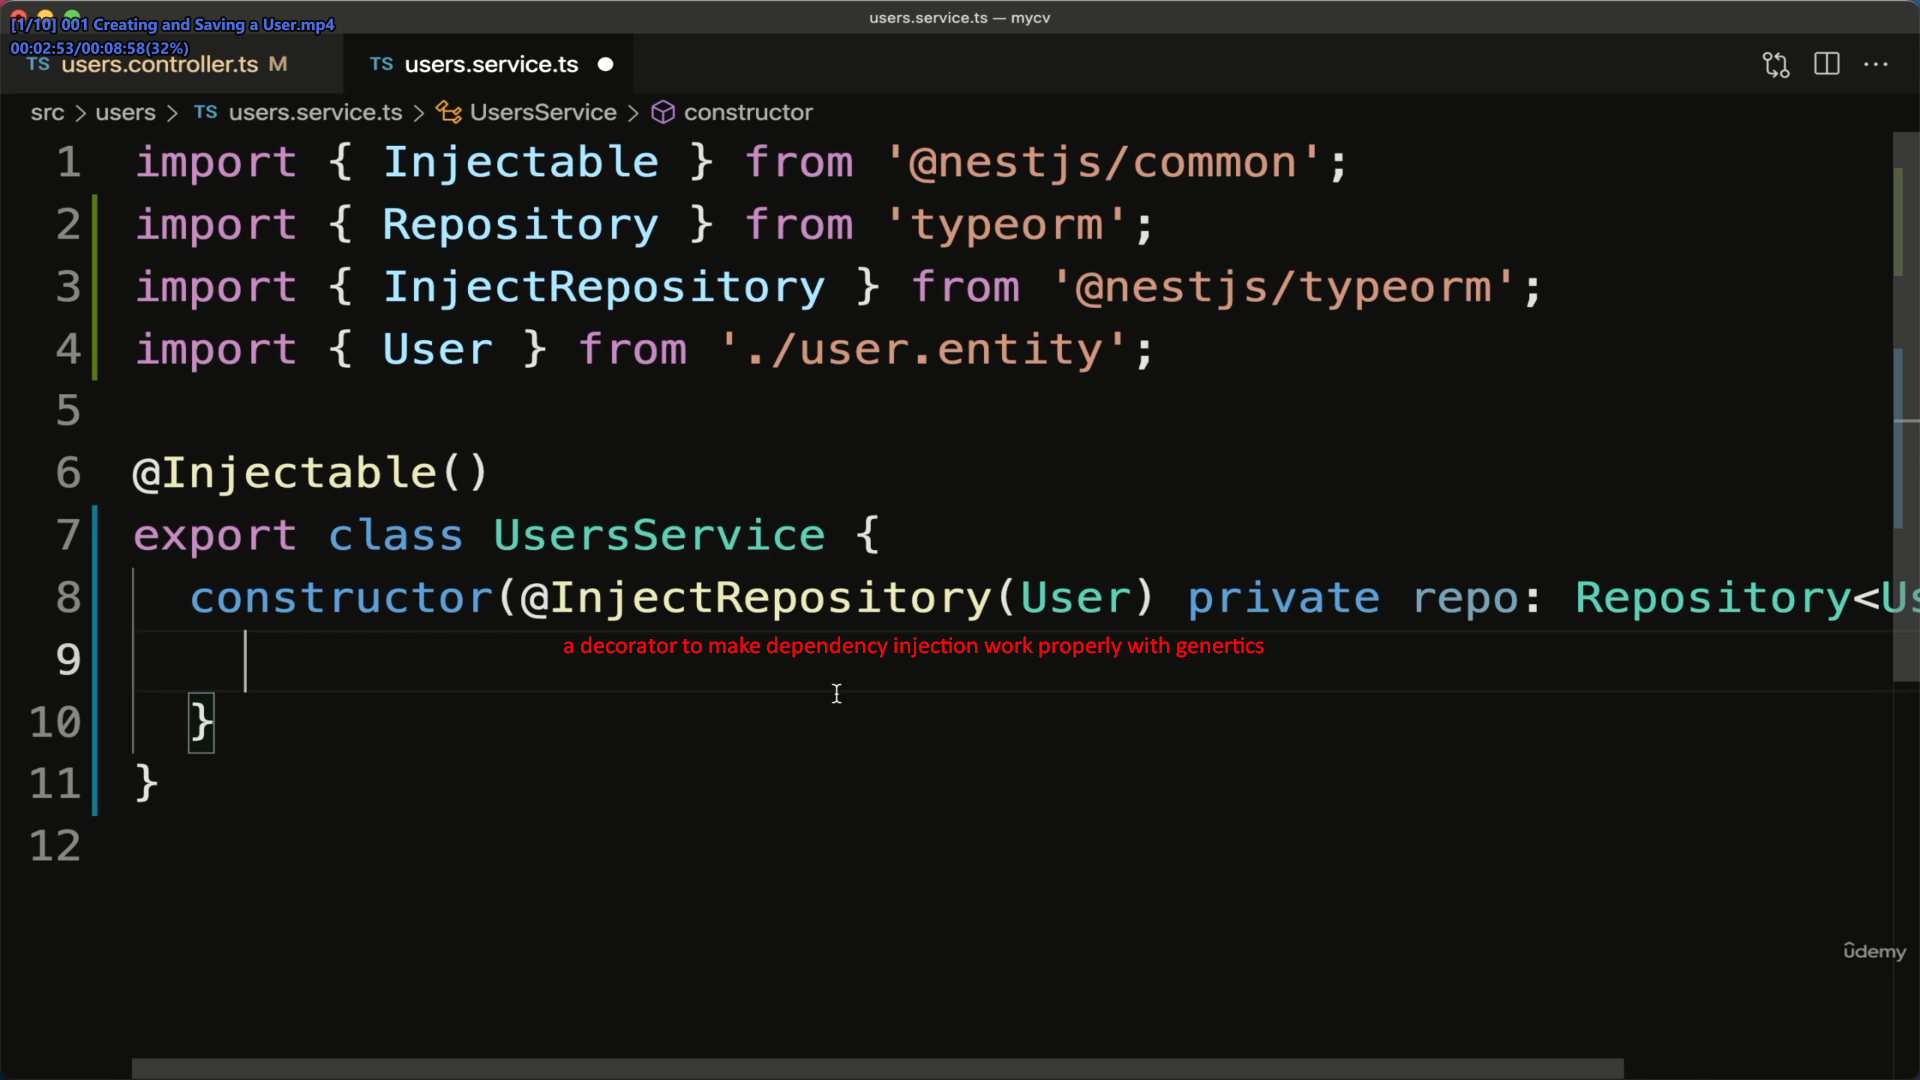 users.service.ts — mycv
[1/10] 001 Creating and Saving a User.mp4
00:02:53/00:08:58(32%)
TS users.controller.ts M
TS users.service.ts
src > users > TS users.service.ts > UsersService > constructor
1 import { Injectable } from '@nestjs/common';
2 import { Repository } from 'typeorm';
3 import { InjectRepository } from '@nestjs/typeorm';
4 import { User } from './user.entity';
5
6 @Injectable()
7 export class UsersService {
8 constructor(@InjectRepository(User) private repo: Repository<Us
a decorator to make dependency injection work properly with genertics
9
10 }
11 }
12
ûdemy